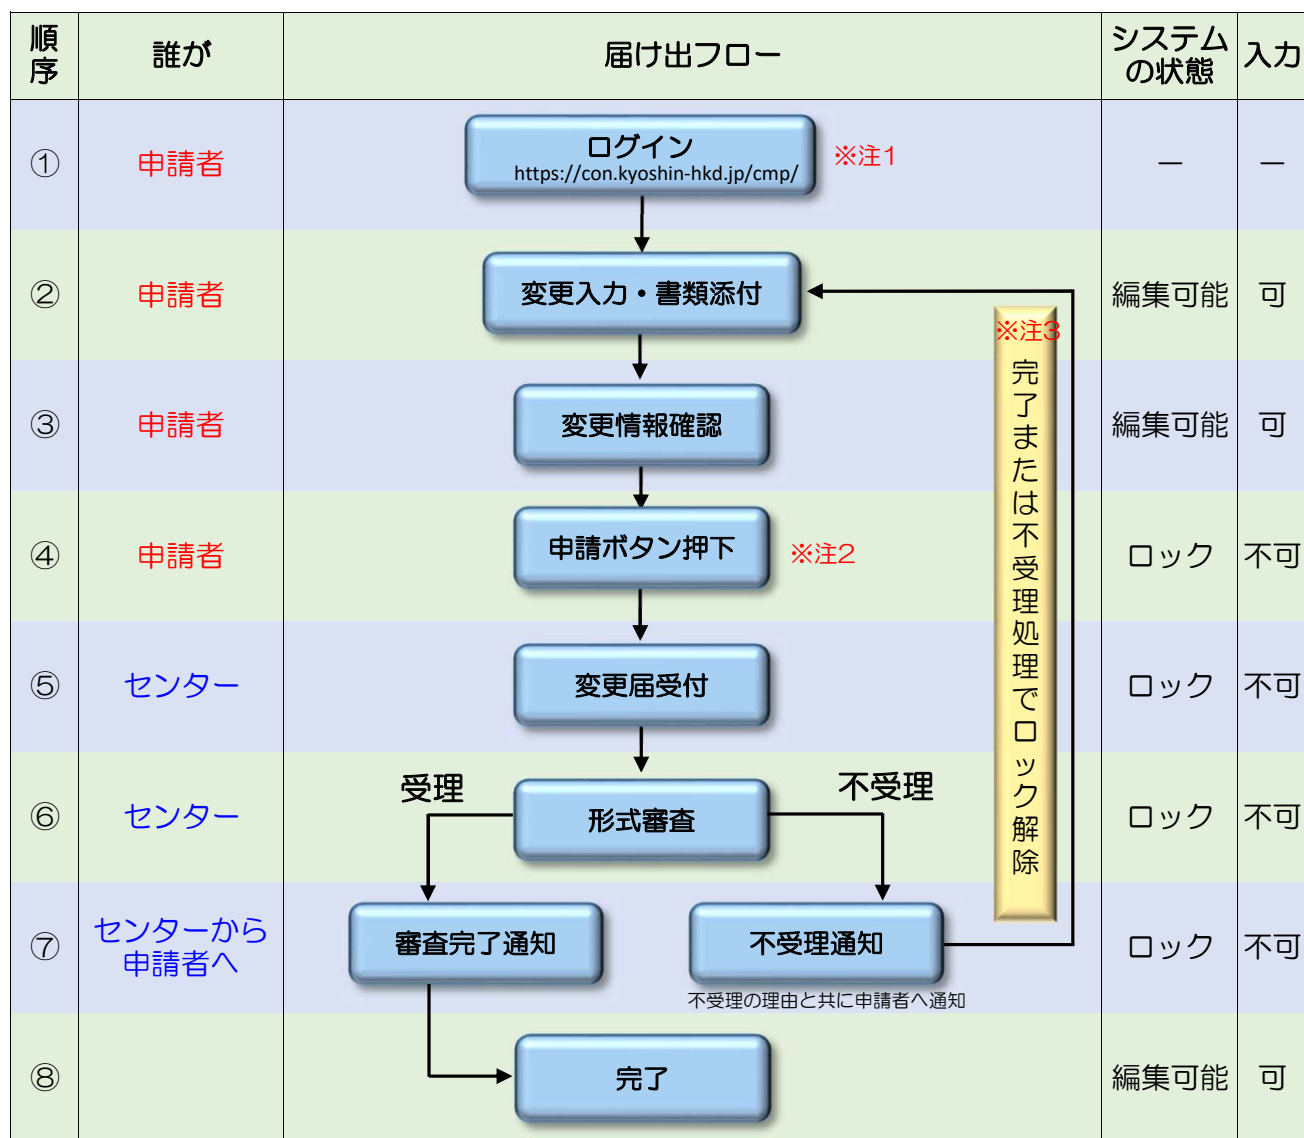 順
序
誰が
届け出フロー
システム
の状態
入力
①
申請者
ログイン
https://con.kyoshin-hkd.jp/cmp/
※注1
－
－
②
申請者
変更入力・書類添付
編集可能
可
※注3
完了または不受理処理でロック解除
③
申請者
変更情報確認
編集可能
可
④
申請者
申請ボタン押下
※注2
ロック
不可
⑤
センター
変更届受付
ロック
不可
⑥
センター
受理
形式審査
不受理
ロック
不可
⑦
センターから
申請者へ
審査完了通知
不受理通知
不受理の理由と共に申請者へ通知
ロック
不可
⑧
完了
編集可能
可